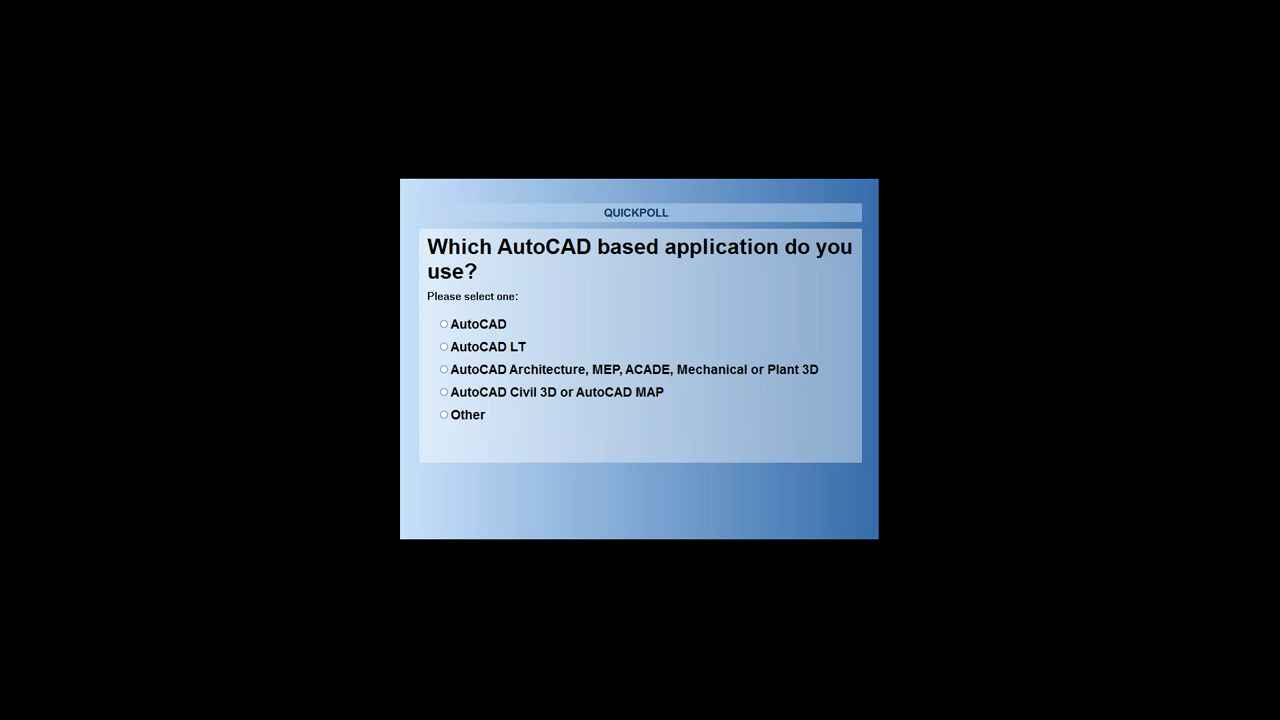 QUICKPOLL
Which AutoCAD based application do you
use?
Please select one:
AutoCAD
AutoCAD LT
AutoCAD Architecture, MEP, ACADE, Mechanical or Plant 3D
AutoCAD Civil 3D or AutoCAD MAP
Other